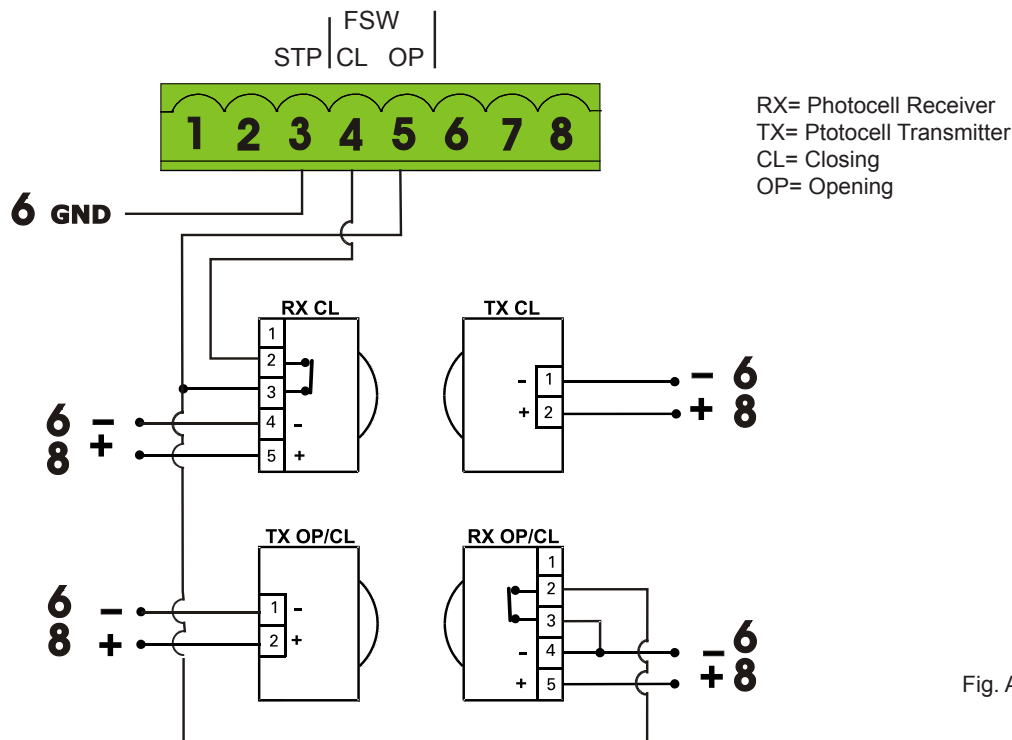 FSW
STP CL OP
1 2 3 4 5 6 7 8
RX= Photocell Receiver
TX= Ptotocell Transmitter
CL= Closing
OP= Opening
6 GND
RX CL
1
2
3
4 -
5 +
6 -
8 +
TX CL
- 1
+ 2
- 6
+ 8
TX OP/CL
1 -
2 +
6 -
8 +
RX OP/CL
1
2
3
- 4
+ 5
- 6
+ 8
Fig. A